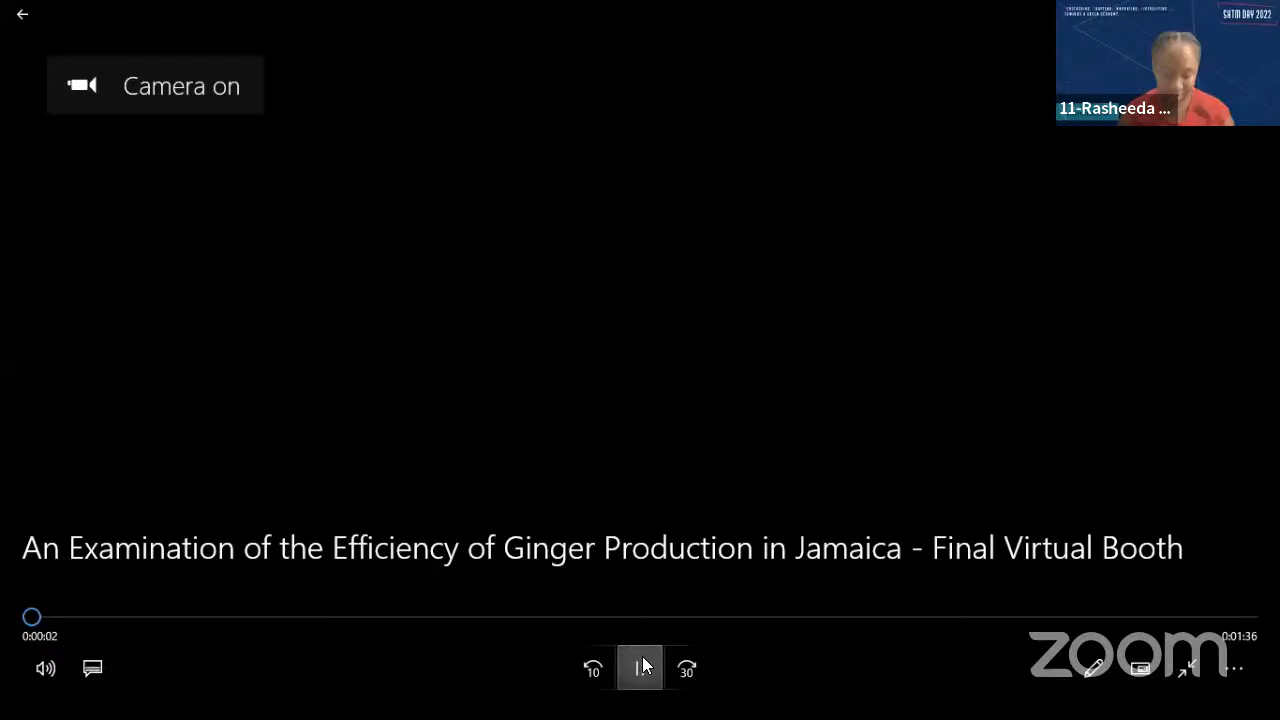 Camera on
SHTM DAY 2022
11-Rasheeda ...
An Examination of the Efficiency of Ginger Production in Jamaica - Final Virtual Booth
0:00:02
0:01:36
10
30
zoom